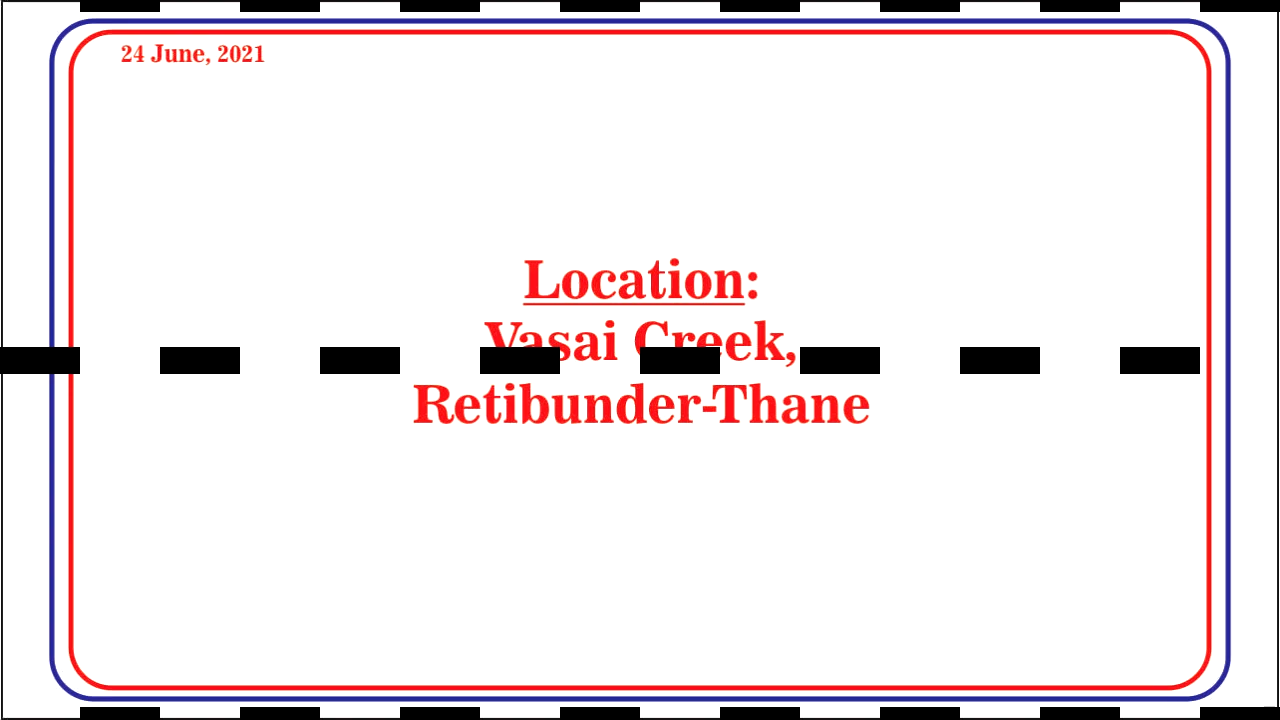 24 June, 2021
Location:
Vasai Creek,
Retibunder-Thane